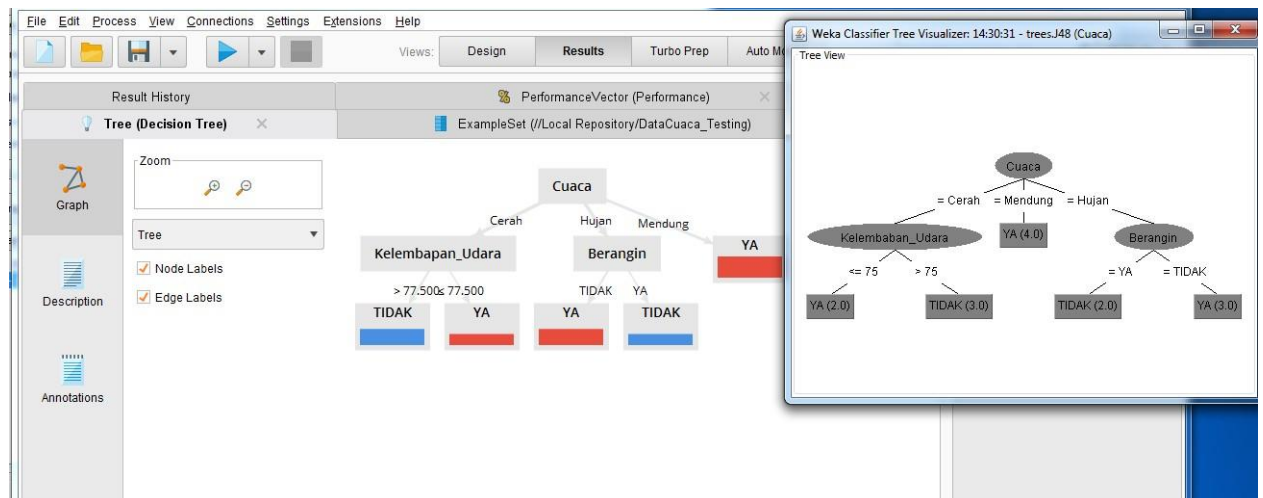 File Edit Process View Connections Settings Extensions Help
Views: Design Results Turbo Prep Auto
Result History
PerformanceVector (Performance)
Tree (Decision Tree)
ExampleSet (//Local Repository/DataCuaca_Testing)
Graph
Description
Annotations
Zoom
Tree
Node Labels
Edge Labels
Cuaca
Cerah Hujan Mendung
Kelembapan_Udara Berangin YA
> 77.500 ≤ 77.500 TIDAK YA
TIDAK YA YA TIDAK
Weka Classifier Tree Visualizer: 14:30:31 - trees.J48 (Cuaca)
Tree View
Cuaca
= Cerah = Mendung = Hujan
Kelembaban_Udara YA (4.0) Berangin
<= 75 > 75 = YA = TIDAK
YA (2.0) TIDAK (3.0) TIDAK (2.0) YA (3.0)